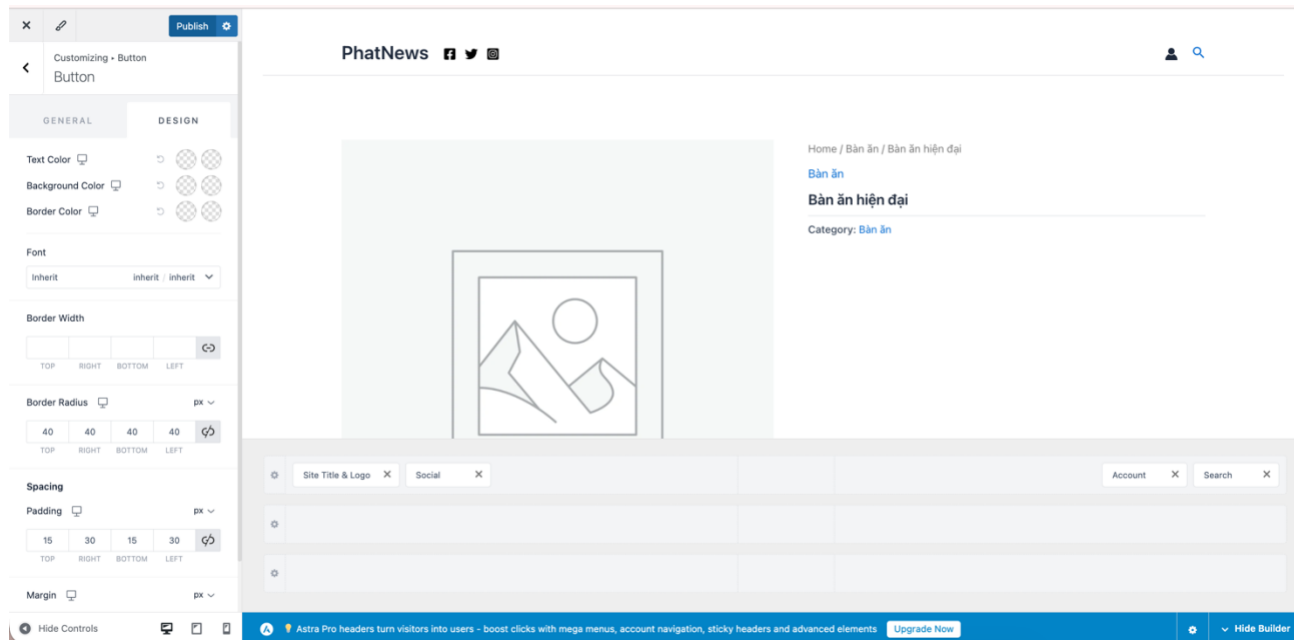 Publish
Customizing • Button
Button
GENERAL
DESIGN
Text Color
Background Color
Border Color
Font
Inherit inherit / inherit
Border Width
TOP RIGHT BOTTOM LEFT
Border Radius px
40 40 40 40
TOP RIGHT BOTTOM LEFT
Spacing
Padding px
15 30 15 30
TOP RIGHT BOTTOM LEFT
Margin px
Hide Controls
PhatNews
Home / Bàn ăn / Bàn ăn hiện đại
Bàn ăn
Bàn ăn hiện đại
Category: Bàn ăn
Site Title & Logo
Social
Account
Search
Astra Pro headers turn visitors into users - boost clicks with mega menus, account navigation, sticky headers and advanced elements
Upgrade Now
Hide Builder